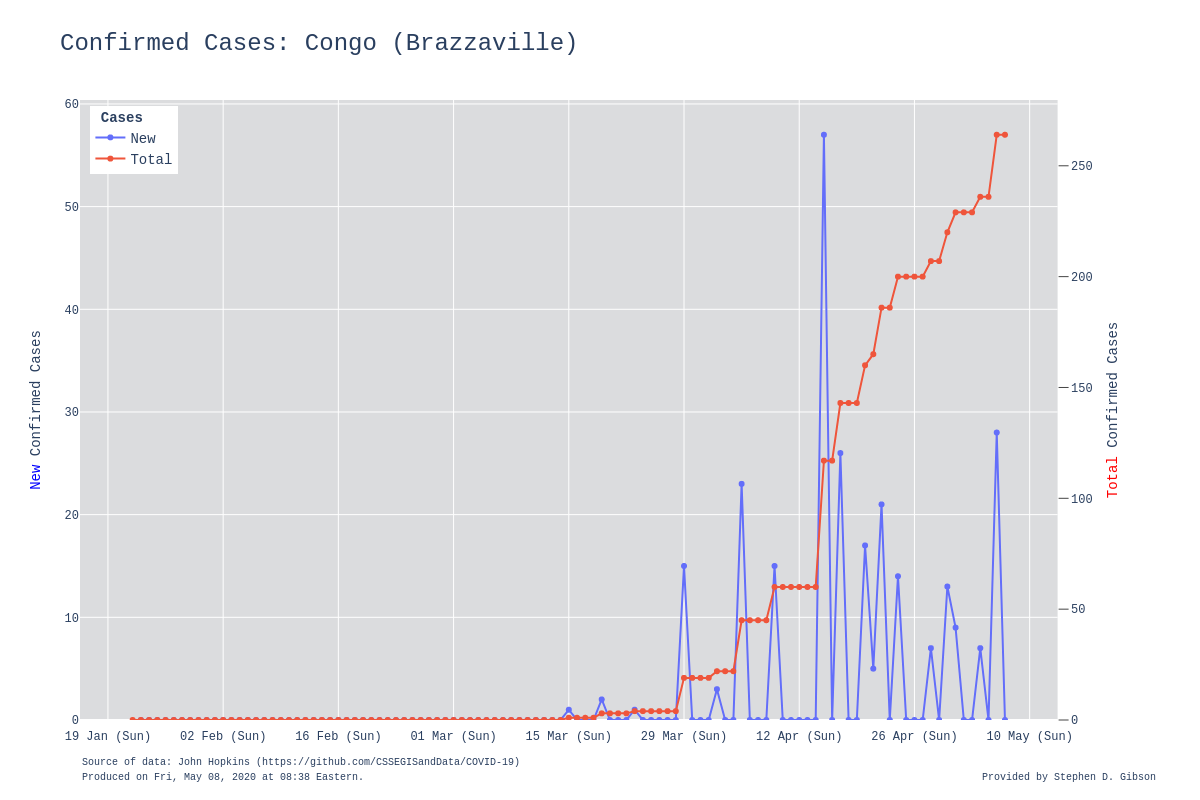 Confirmed Cases: Congo (Brazzaville)
Cases
New
Total
60
50
40
30
20
10
0
250
200
150
100
50
0
New Confirmed Cases
Total Confirmed Cases
19 Jan (Sun) 02 Feb (Sun) 16 Feb (Sun) 01 Mar (Sun) 15 Mar (Sun) 29 Mar (Sun) 12 Apr (Sun) 26 Apr (Sun) 10 May (Sun)
Source of data: John Hopkins (https://github.com/CSSEGISandData/COVID-19)
Produced on Fri, May 08, 2020 at 08:38 Eastern.
Provided by Stephen D. Gibson